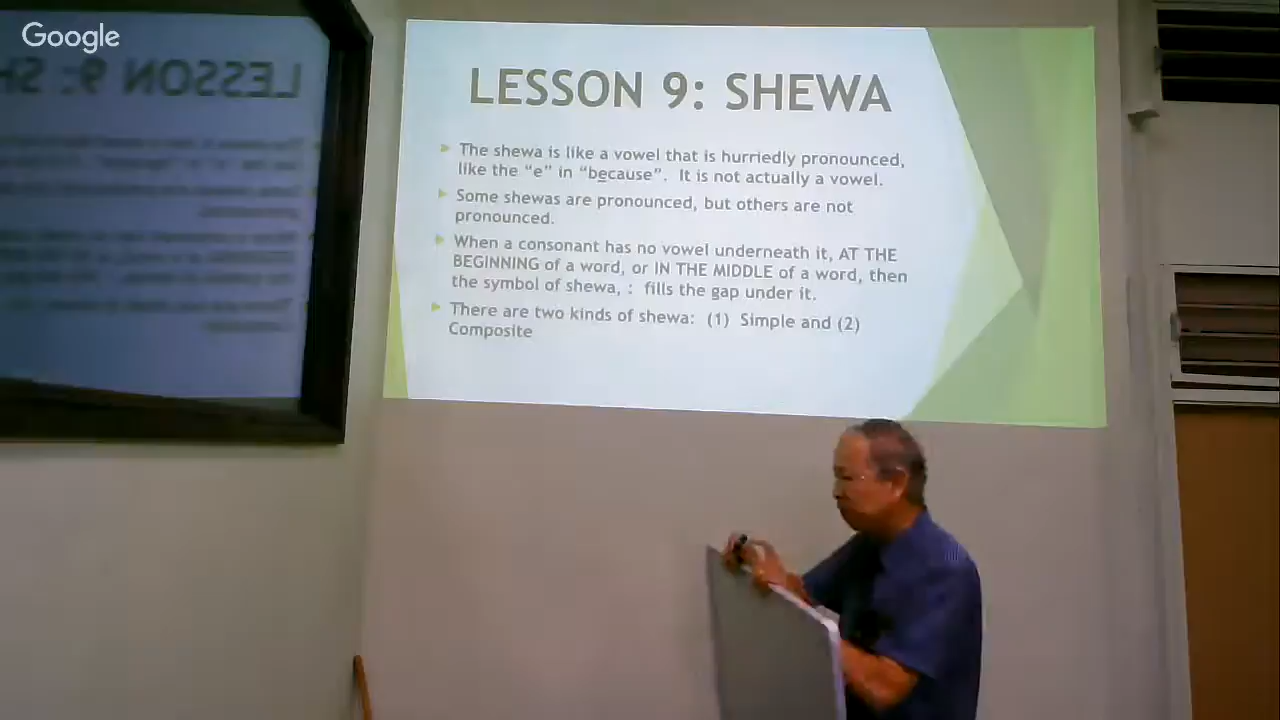 Google
LESSON 9: SHEWA
The shewa is like a vowel that is hurriedly pronounced,
like the “e” in “because”. It is not actually a vowel.
Some shewas are pronounced, but others are not
pronounced.
When a consonant has no vowel underneath it, AT THE
BEGINNING of a word, or IN THE MIDDLE of a word, then
the symbol of shewa, : fills the gap under it.
There are two kinds of shewa: (1) Simple and (2)
Composite
LESSON 9: SH